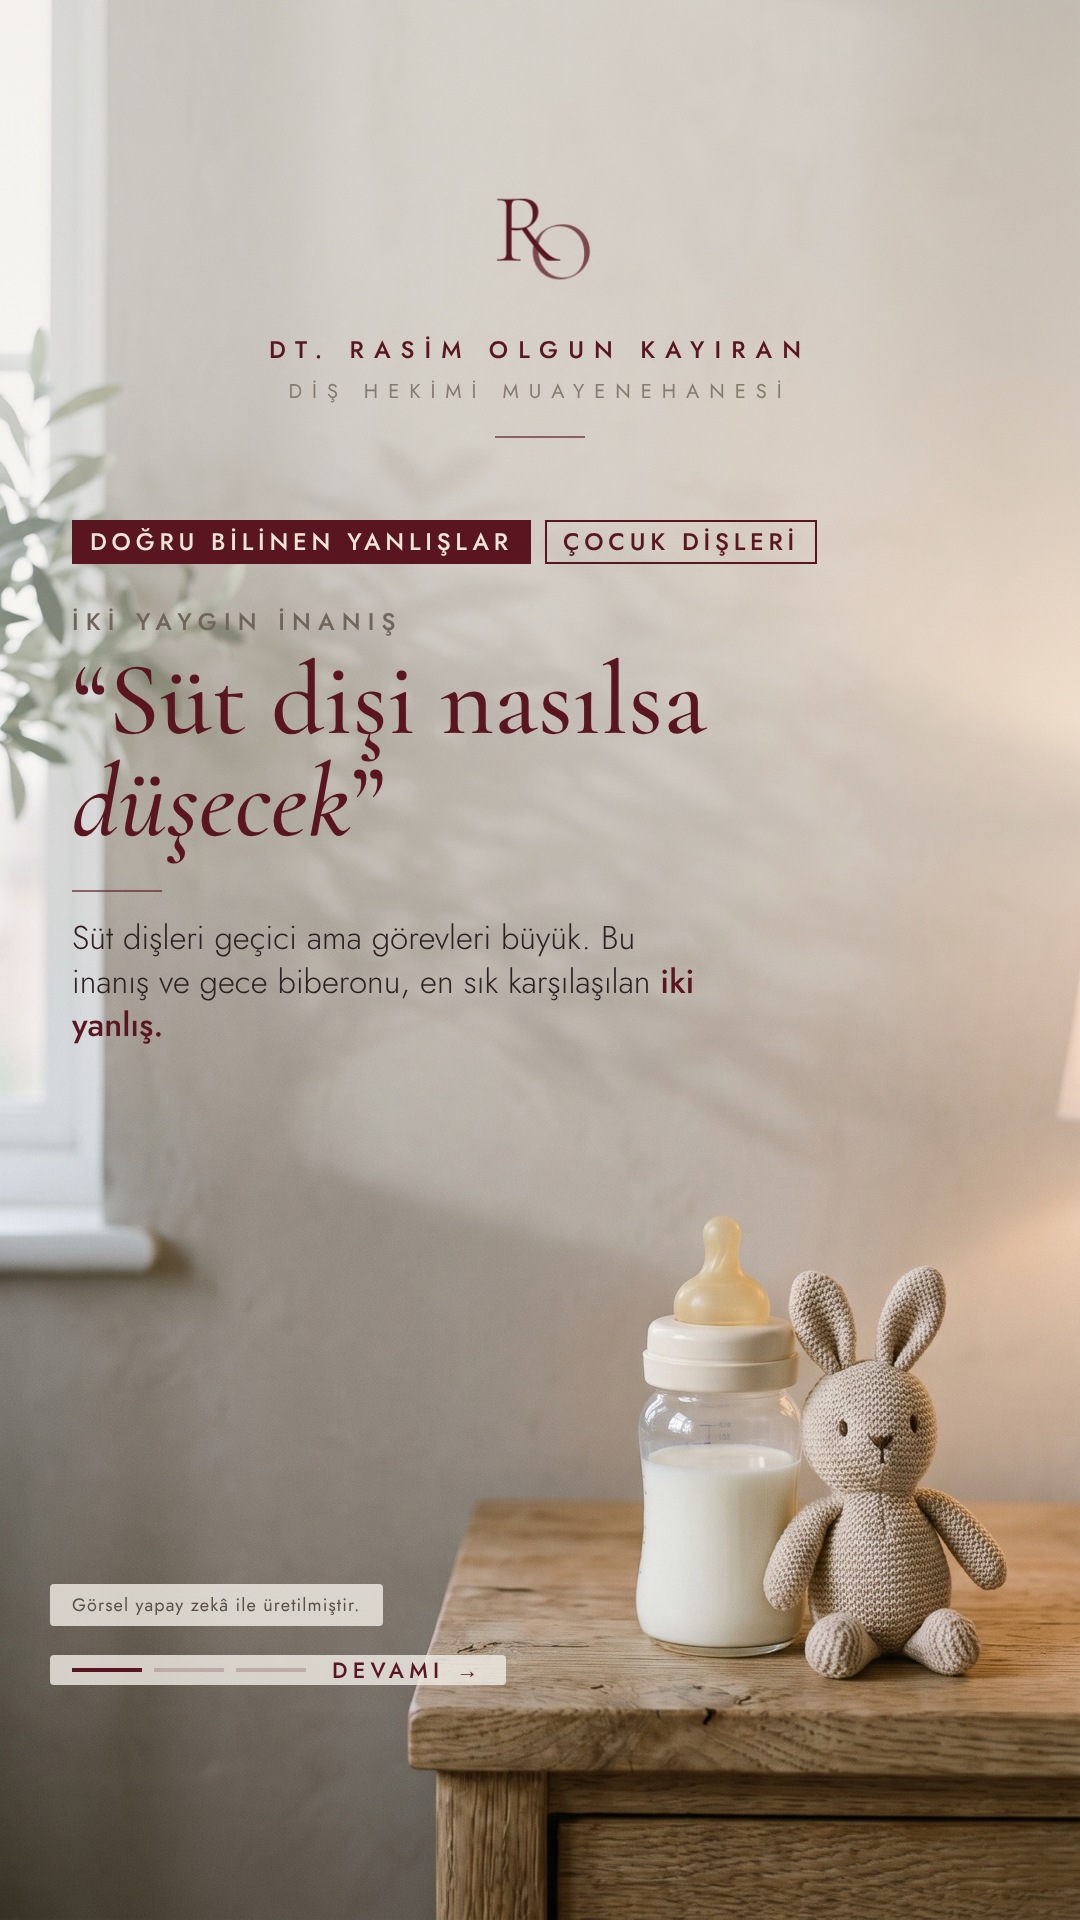 RO
DT. RASİM OLGUN KAYIRAN
DİŞ HEKİMİ MUAYENEHANESİ
DOĞRU BİLİNEN YANLIŞLAR
ÇOCUK DİŞLERİ
İKİ YAYGIN İNANIŞ
“Süt dişi nasılsa
düşecek”
Süt dişleri geçici ama görevleri büyük. Bu
inanış ve gece biberonu, en sık karşılaşılan iki
yanlış.
Görsel yapay zekâ ile üretilmiştir.
DEVAMI →